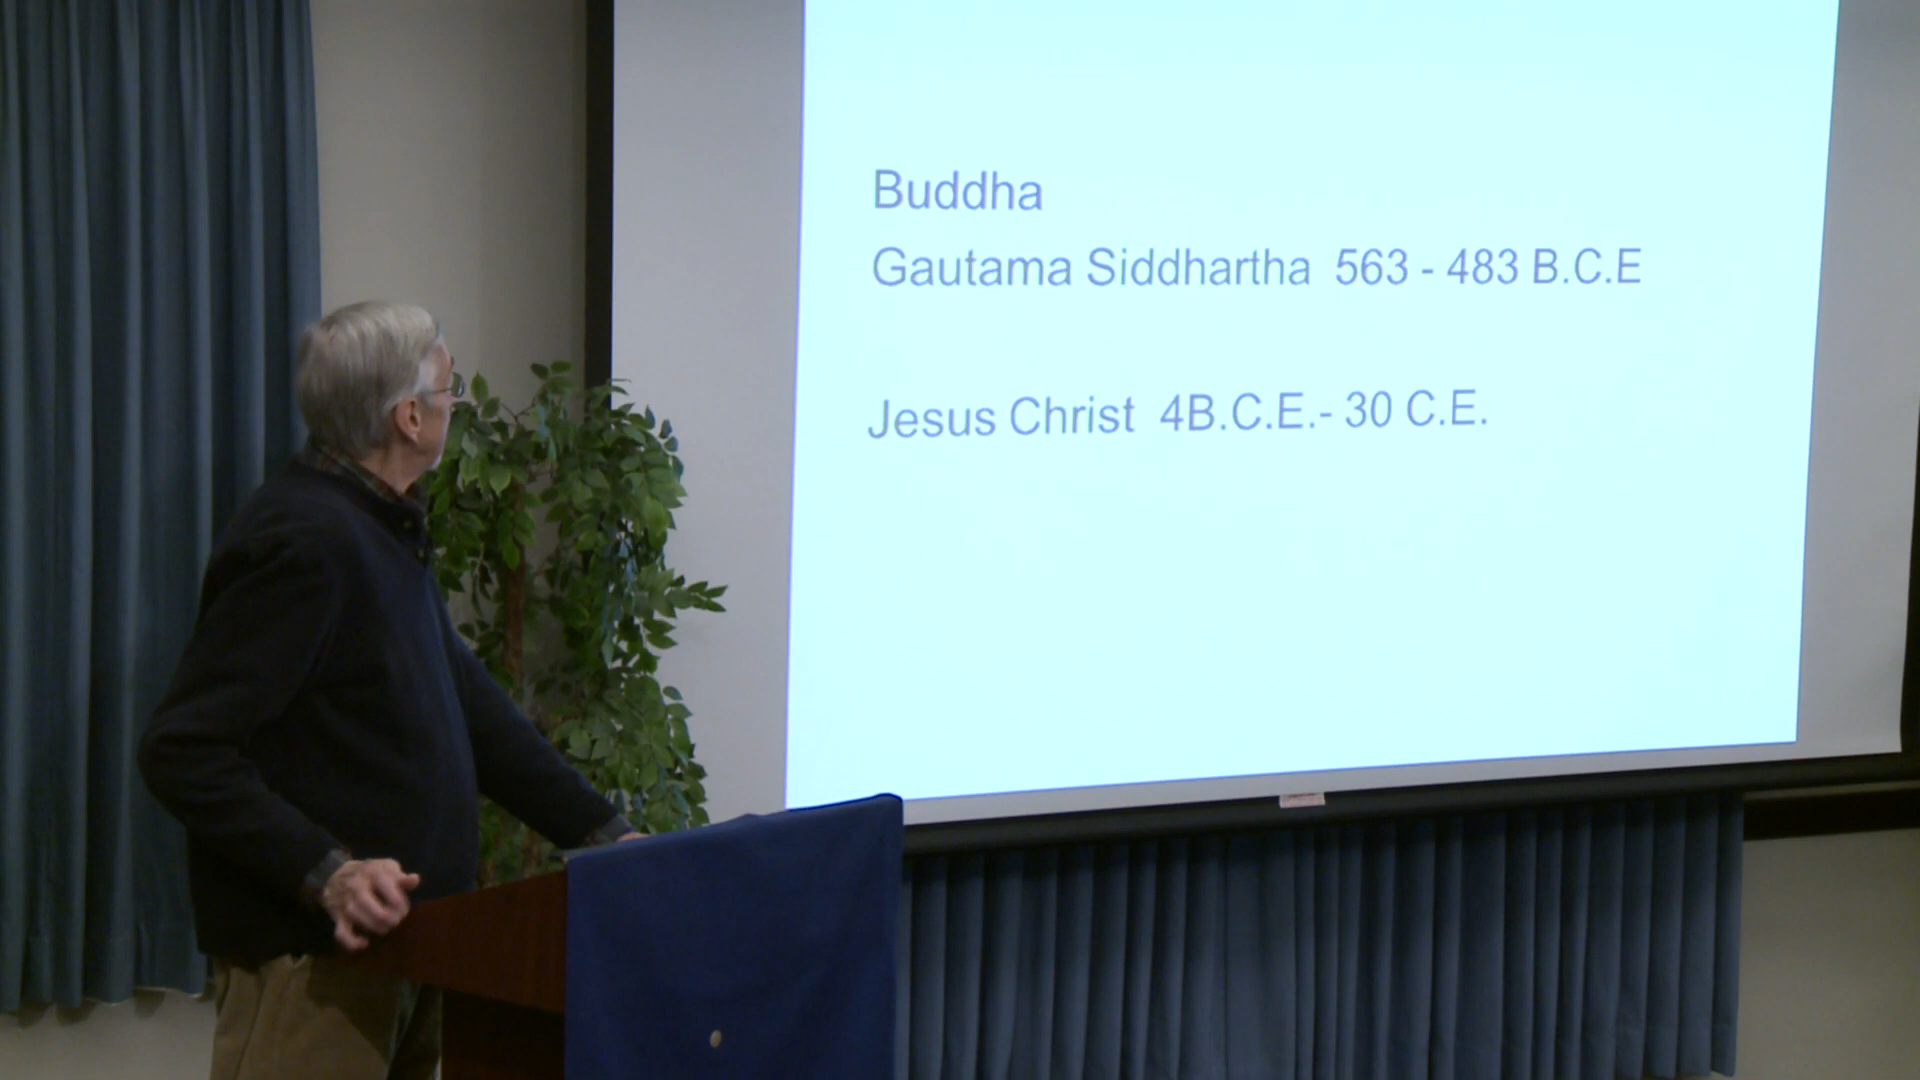 Buddha
Gautama Siddhartha 563 - 483 B.C.E
Jesus Christ 4B.C.E.- 30 C.E.